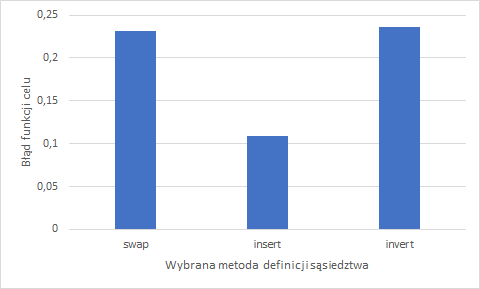 0,25
0,2
0,15
0,1
0,05
0
Błąd funkcji celu
swap insert invert
Wybrana metoda definicji sąsiedztwa